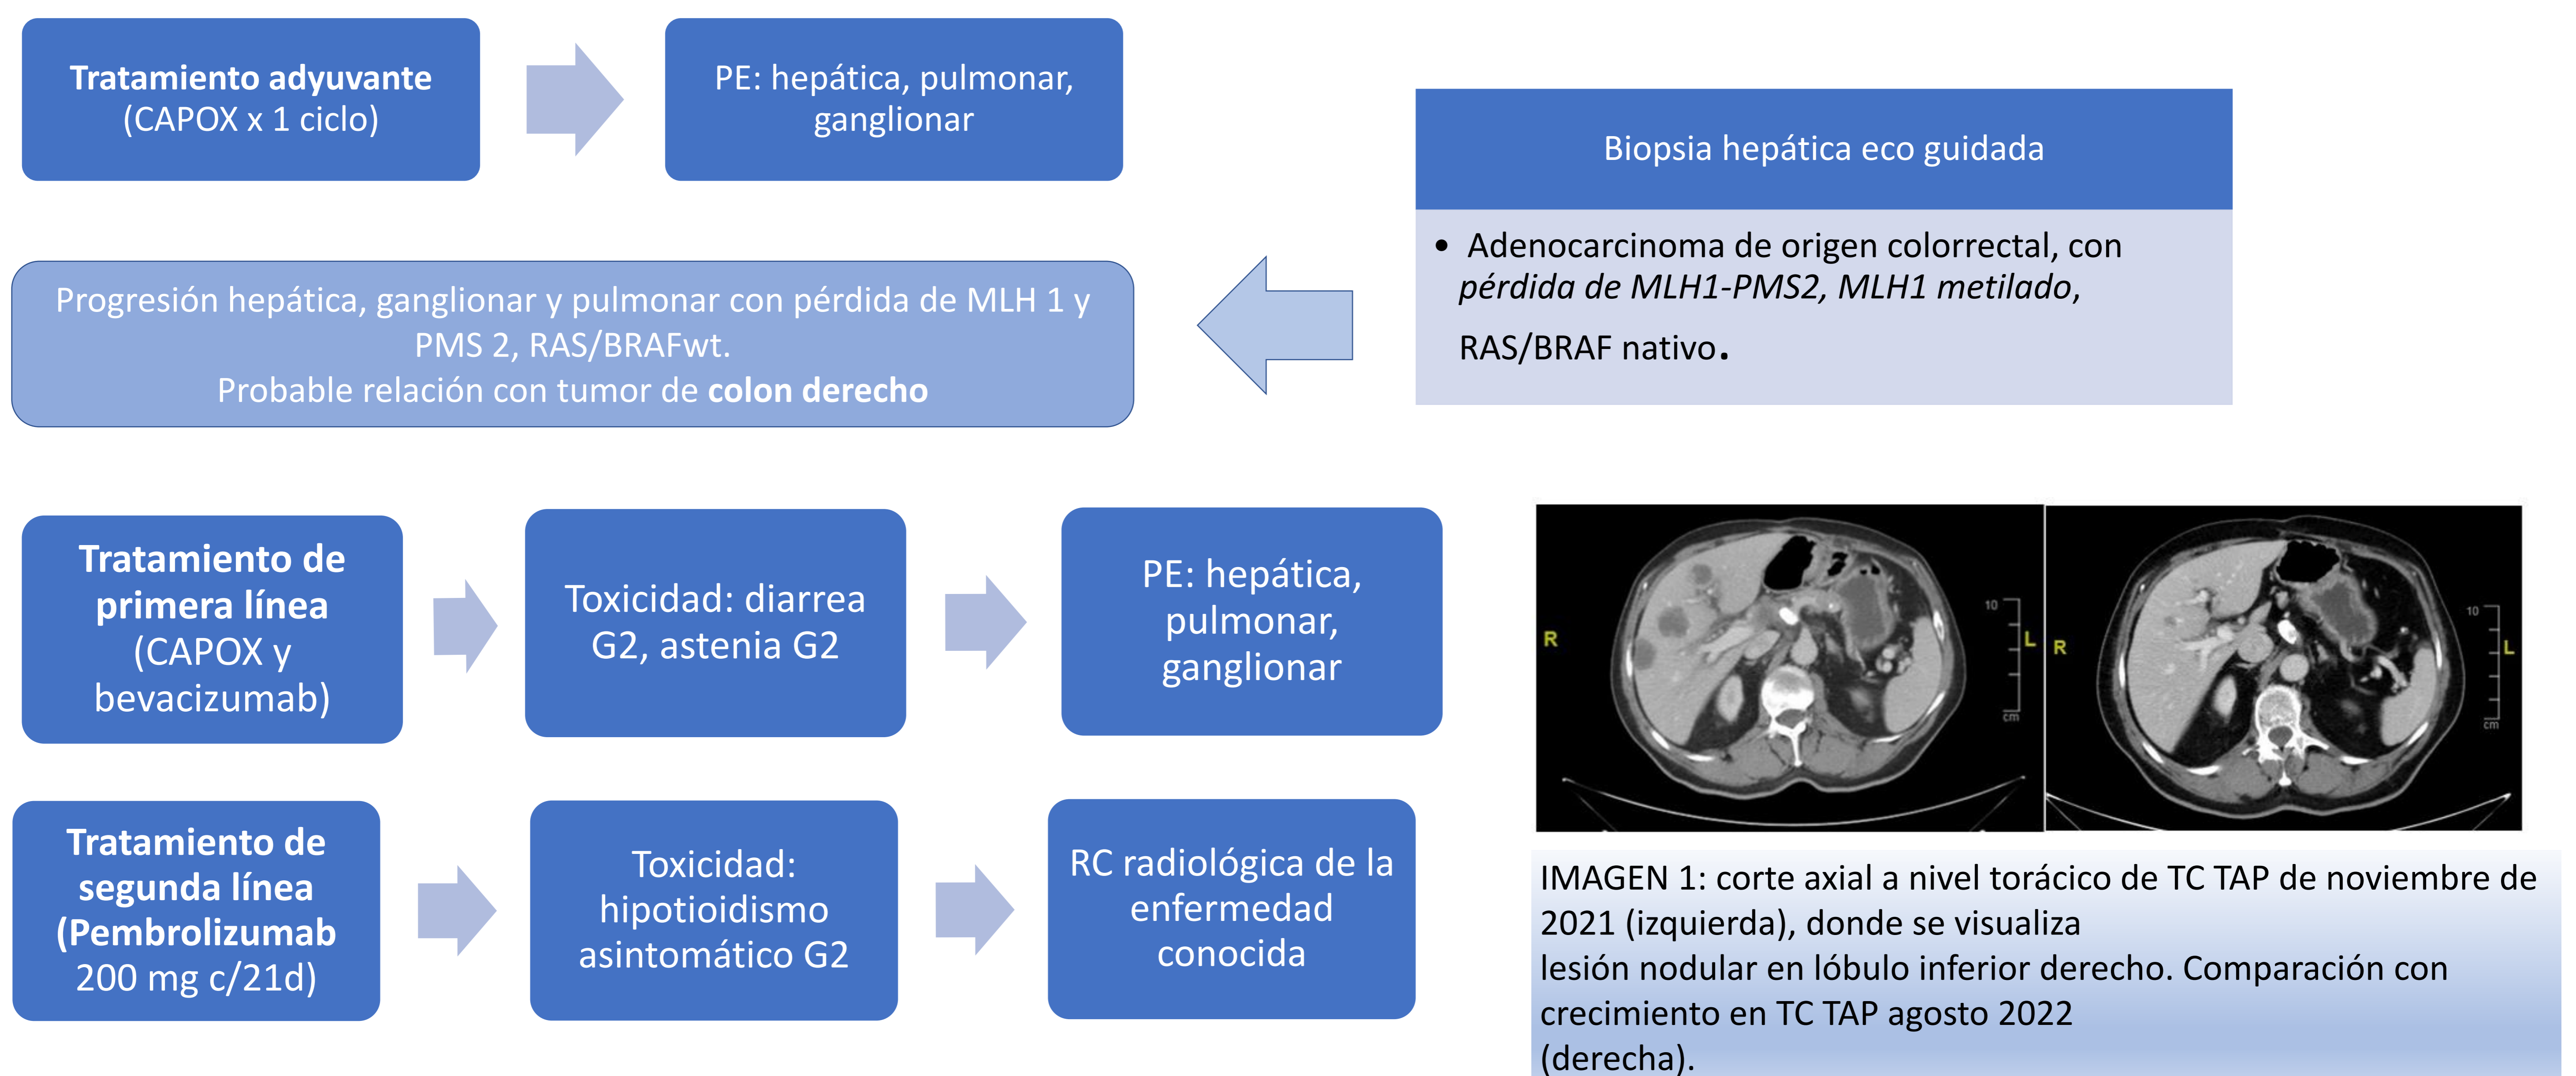 Tratamiento adyuvante
(CAPOX x 1 ciclo)
PE: hepática, pulmonar,
ganglionar
Biopsia hepática eco guidada
• Adenocarcinoma de origen colorrectal, con
pérdida de MLH1-PMS2, MLH1 metilado,
RAS/BRAF nativo.
Progresión hepática, ganglionar y pulmonar con pérdida de MLH 1 y
PMS 2, RAS/BRAFwt.
Probable relación con tumor de colon derecho
Tratamiento de
primera línea
(CAPOX y
bevacizumab)
Toxicidad: diarrea
G2, astenia G2
PE: hepática,
pulmonar,
ganglionar
R
10
L
cm
R
10
L
cm
Tratamiento de
segunda línea
(Pembrolizumab
200 mg c/21d)
Toxicidad:
hipotioidismo
asintomático G2
RC radiológica de la
enfermedad
conocida
IMAGEN 1: corte axial a nivel torácico de TC TAP de noviembre de
2021 (izquierda), donde se visualiza
lesión nodular en lóbulo inferior derecho. Comparación con
crecimiento en TC TAP agosto 2022
(derecha).